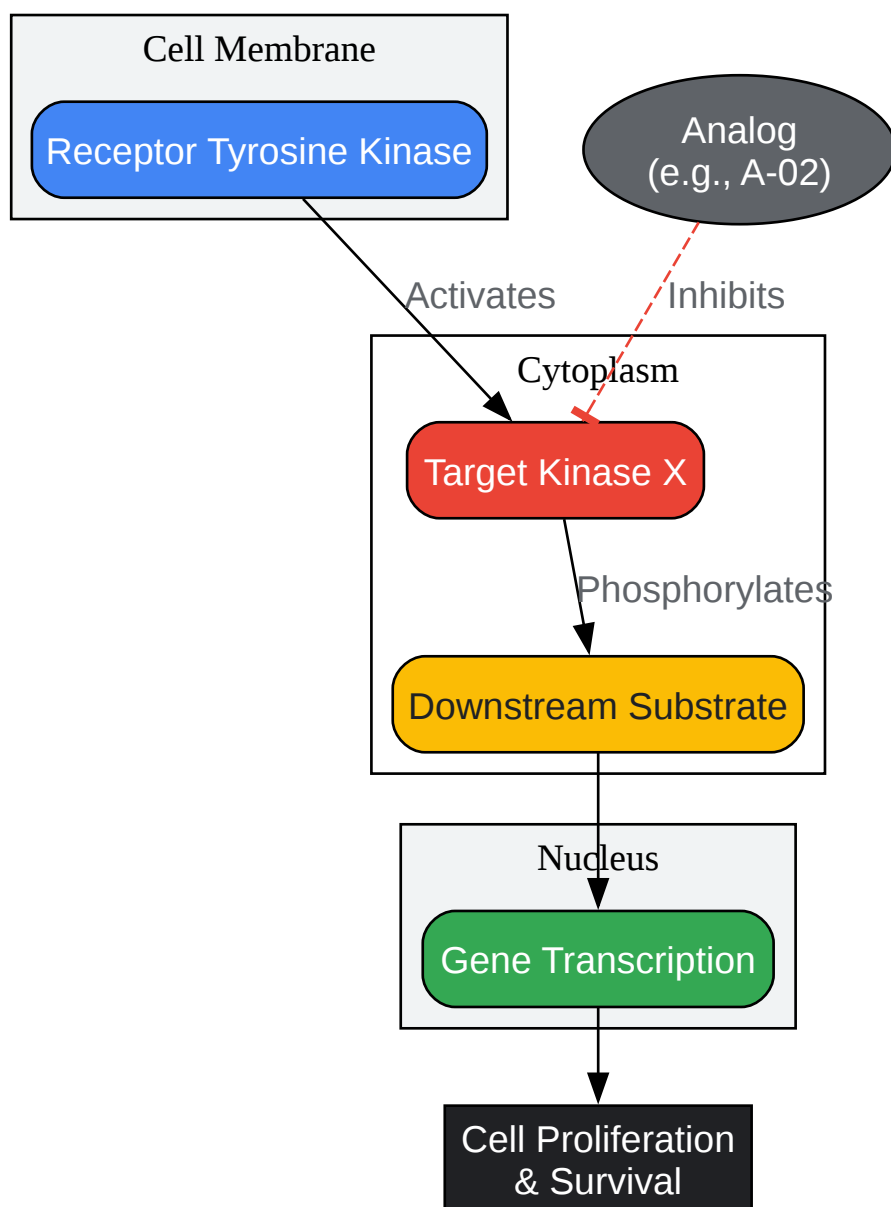 Cell Membrane
Receptor Tyrosine Kinase
Analog
(e.g., A-02)
Activates
Inhibits
Cytoplasm
Target Kinase X
Phosphorylates
Downstream Substrate
Nucleus
Gene Transcription
Cell Proliferation
& Survival